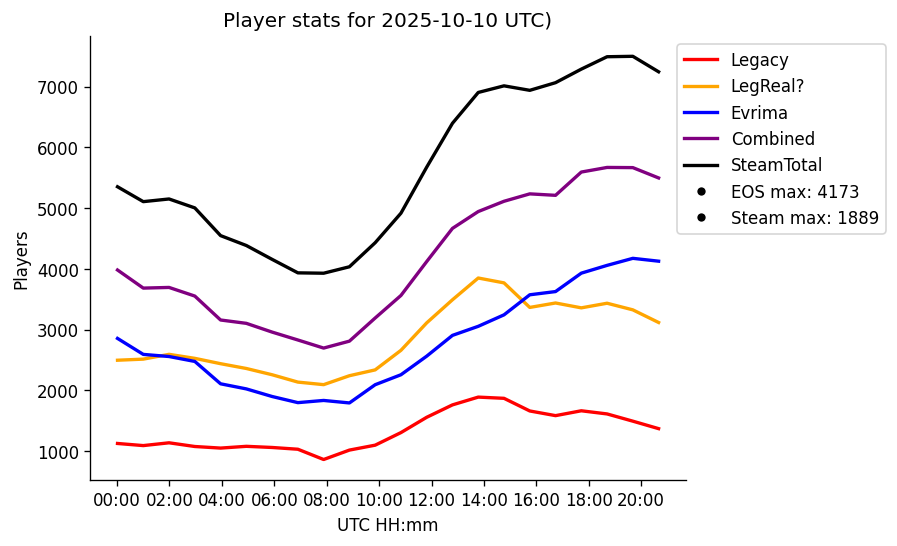 Player stats for 2025-10-10 UTC)
Players
7000
6000
5000
4000
3000
2000
1000
00:00 02:00 04:00 06:00 08:00 10:00 12:00 14:00 16:00 18:00 20:00
UTC HH:mm
Legacy
LegReal?
Evrima
Combined
SteamTotal
EOS max: 4173
Steam max: 1889